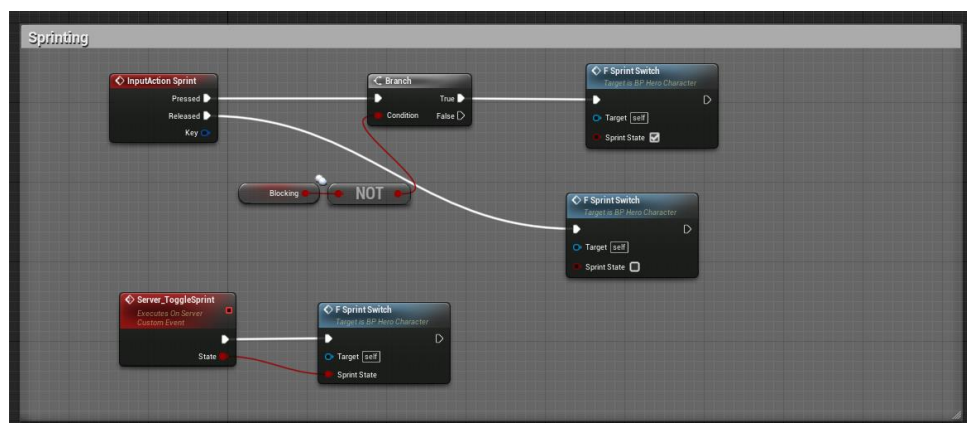 Sprinting
InputAction Sprint
Pressed
Released
Key
Branch
True
Condition
False
F Sprint Switch
Target is BP Hero Character
Target self
Sprint State
Blocking
NOT
F Sprint Switch
Target is BP Hero Character
Target self
Sprint State
Server_ToggleSprint
Executes On Server
Custom Event
State
F Sprint Switch
Target is BP Hero Character
Target self
Sprint State